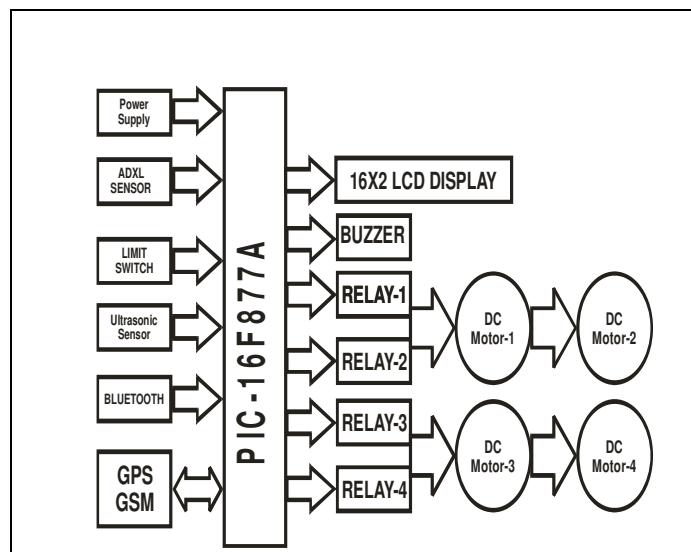 Power
Supply
ADXL
SENSOR
LIMIT
SWITCH
Ultrasonic
Sensor
BLUETOOTH
GPS
GSM
PIC-16F877A
16X2 LCD DISPLAY
BUZZER
RELAY-1
RELAY-2
RELAY-3
RELAY-4
DC
Motor-1
DC
Motor-2
DC
Motor-3
DC
Motor-4